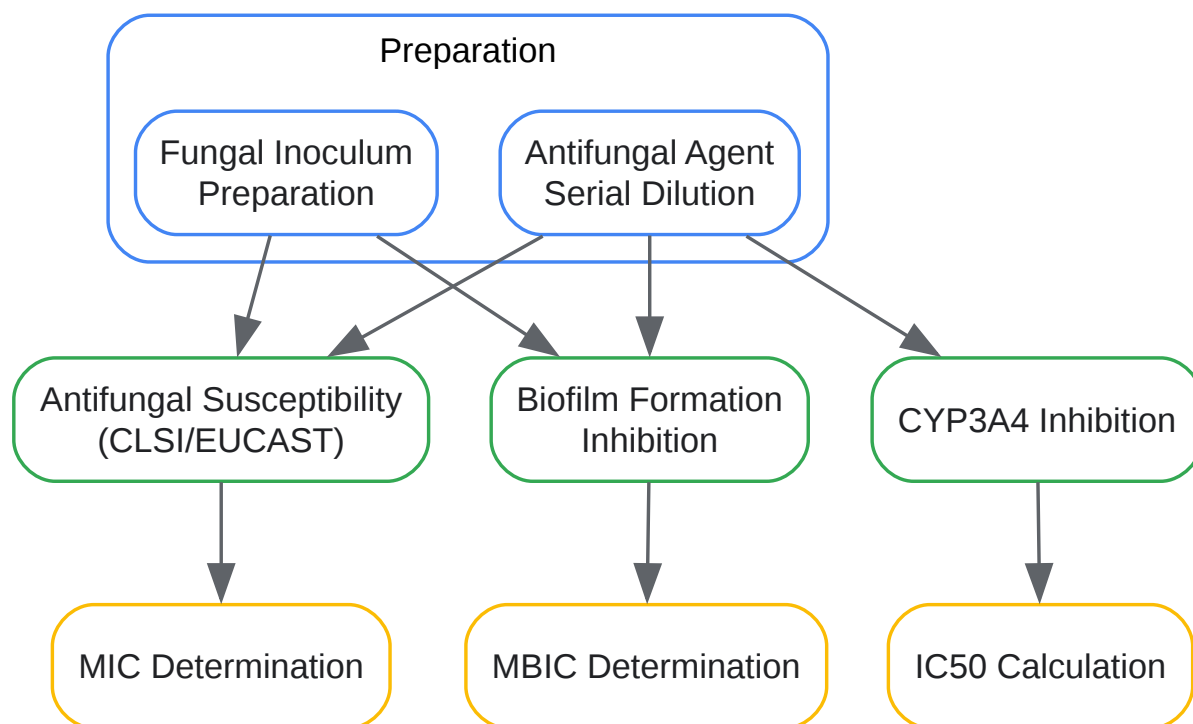 Preparation
Fungal Inoculum
Preparation
Antifungal Agent
Serial Dilution
Antifungal Susceptibility
(CLSI/EUCAST)
Biofilm Formation
Inhibition
CYP3A4 Inhibition
MIC Determination
MBIC Determination
IC50 Calculation